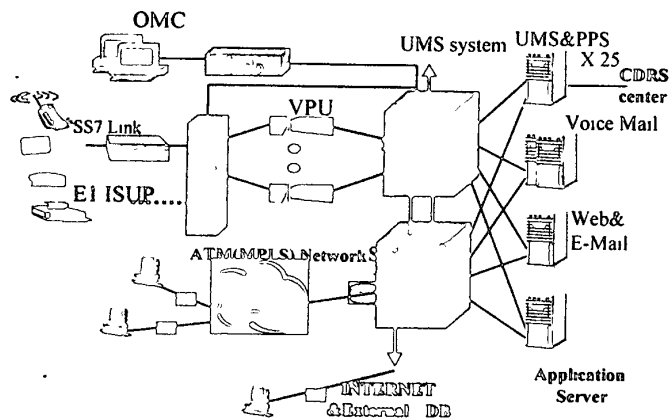 OMC
UMS system
UMS&PPS
X 25
CDRS
center
SS7 Link
VPU
Voice Mail
E1 ISUP....
Web&
E-Mail
ATM(MPLS) Network S
Application
Server
INTERNET
& External DB